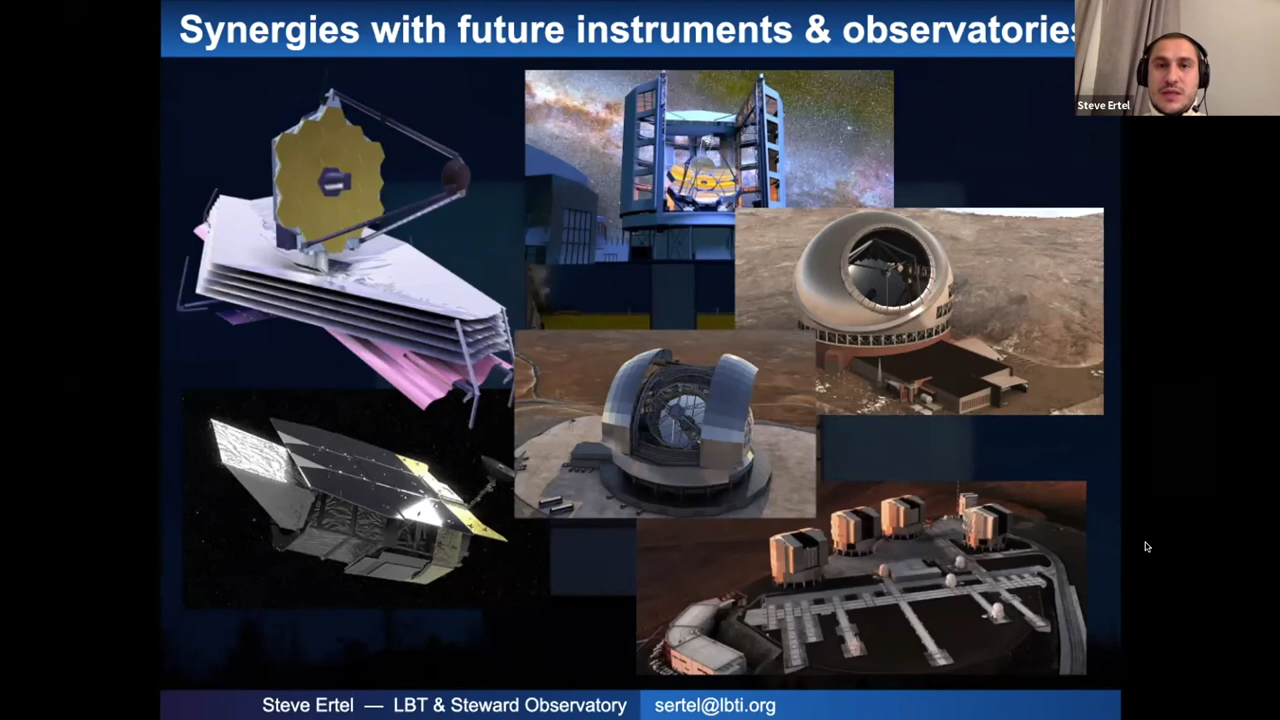 Synergies with future instruments & observatories
Steve Ertel
Steve Ertel — LBT & Steward Observatory
sertel@lbti.org